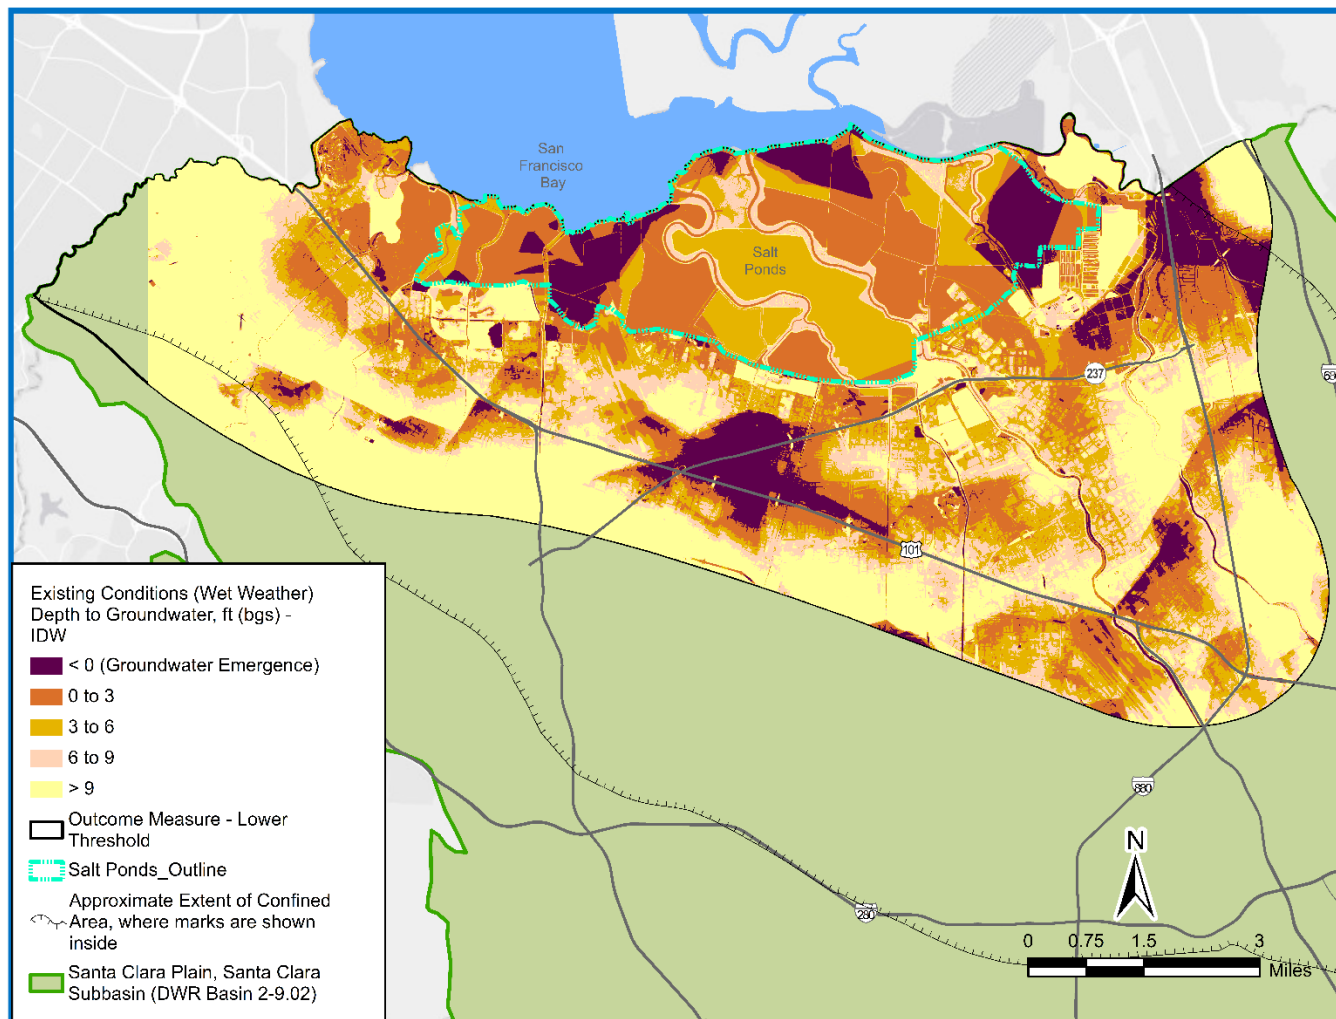 San
Francisco
Bay
Salt
Ponds
237
680
101
880
280
Existing Conditions (Wet Weather)
Depth to Groundwater, ft (bgs) -
IDW
< 0 (Groundwater Emergence)
0 to 3
3 to 6
6 to 9
> 9
Outcome Measure - Lower
Threshold
Salt Ponds_Outline
Approximate Extent of Confined
Area, where marks are shown
inside
Santa Clara Plain, Santa Clara
Subbasin (DWR Basin 2-9.02)
N
0 0.75 1.5 3
Miles